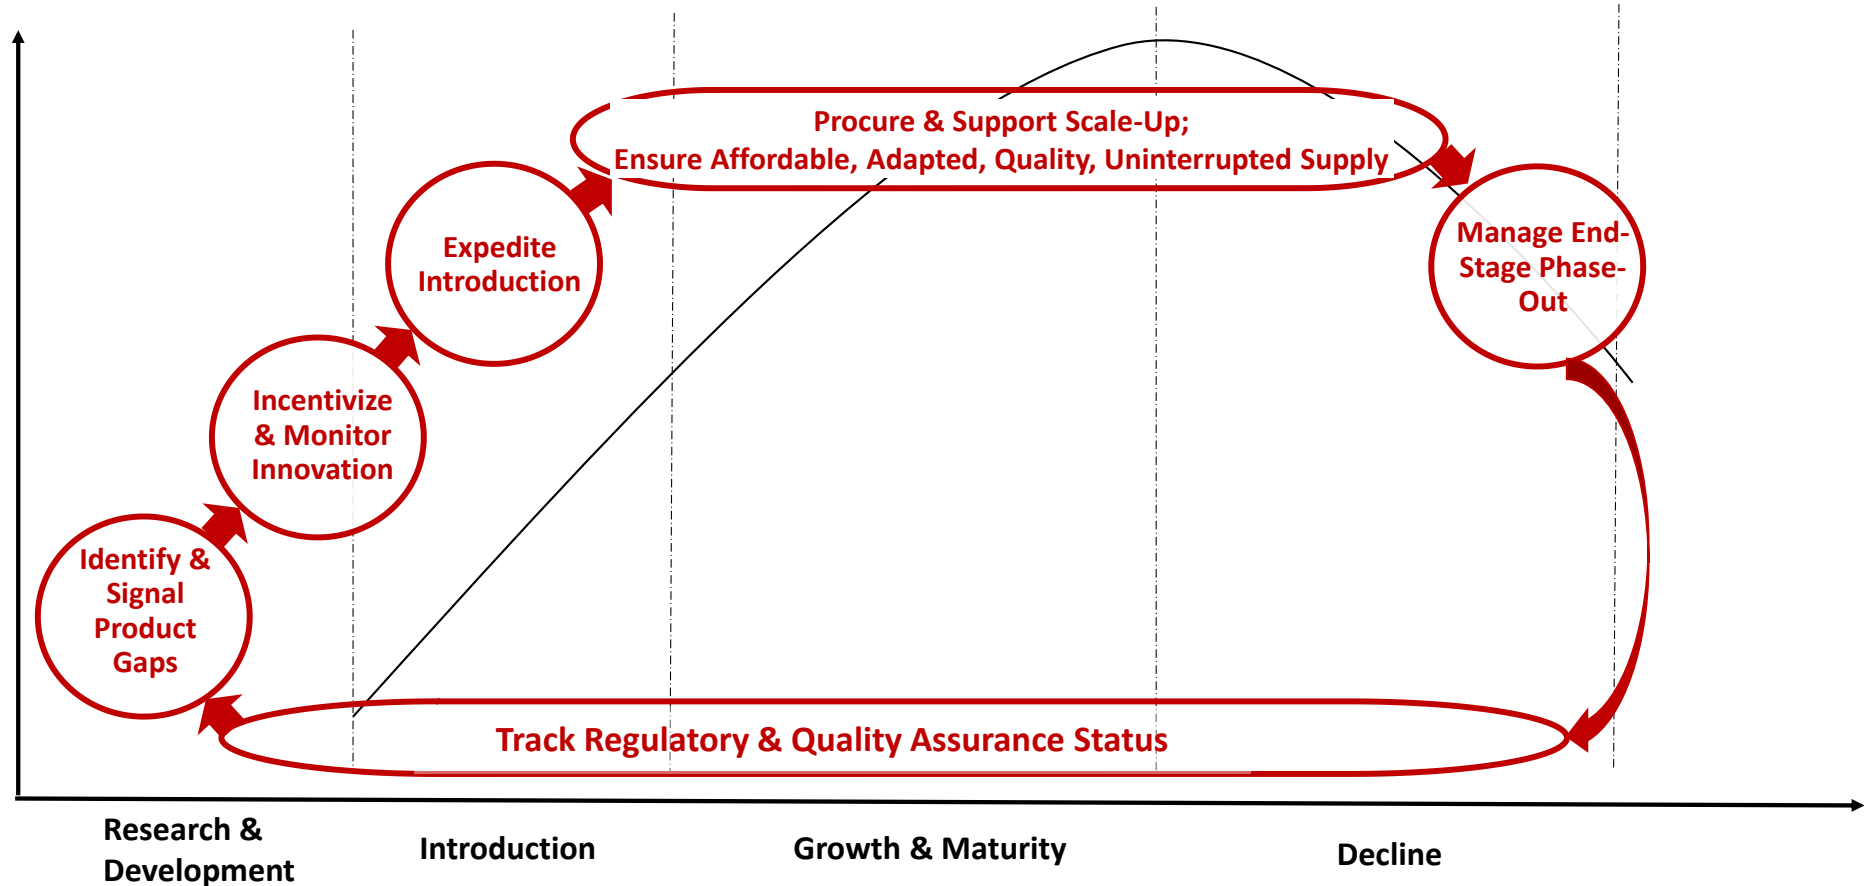 Procure & Support Scale-Up;
Ensure Affordable, Adapted, Quality, Uninterrupted Supply
Expedite
Introduction
Manage End-
Stage Phase-
Out
Incentivize
& Monitor
Innovation
Identify &
Signal
Product
Gaps
Track Regulatory & Quality Assurance Status
Research &
Development
Introduction
Growth & Maturity
Decline